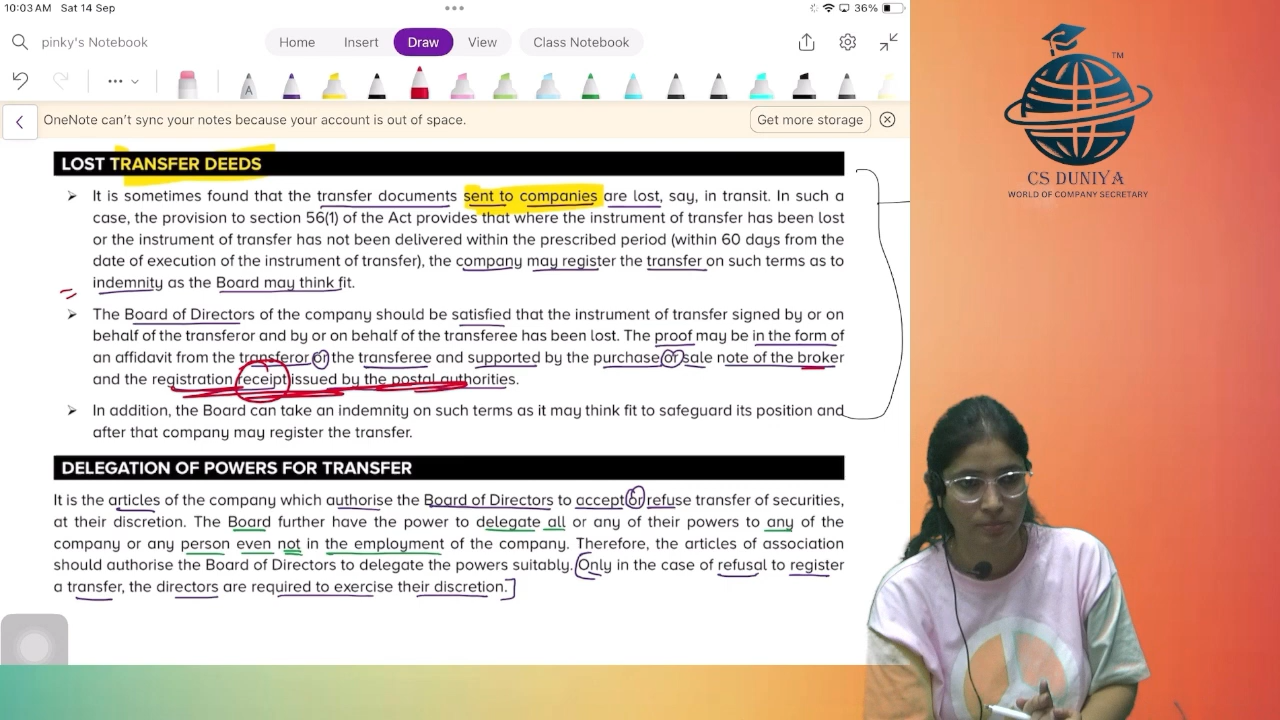 10:03 AM Sat 14 Sep
36%
pinky's Notebook
Home Insert Draw View Class Notebook
A
OneNote can't sync your notes because your account is out of space.
Get more storage
LOST TRANSFER DEEDS
It is sometimes found that the transfer documents sent to companies are lost, say, in transit. In such a
case, the provision to section 56(1) of the Act provides that where the instrument of transfer has been lost
or the instrument of transfer has not been delivered within the prescribed period (within 60 days from the
date of execution of the instrument of transfer), the company may register the transfer on such terms as to
indemnity as the Board may think fit.
The Board of Directors of the company should be satisfied that the instrument of transfer signed by or on
behalf of the transferor and by or on behalf of the transferee has been lost. The proof may be in the form of
an affidavit from the transferor or the transferee and supported by the purchase or sale note of the broker
and the registration receipt issued by the postal authorities.
In addition, the Board can take an indemnity on such terms as it may think fit to safeguard its position and
after that company may register the transfer.
DELEGATION OF POWERS FOR TRANSFER
It is the articles of the company which authorise the Board of Directors to accept or refuse transfer of securities,
at their discretion. The Board further have the power to delegate all or any of their powers to any of the
company or any person even not in the employment of the company. Therefore, the articles of association
should authorise the Board of Directors to delegate the powers suitably. Only in the case of refusal to register
a transfer, the directors are required to exercise their discretion.
TM
CS DUNIYA
WORLD OF COMPANY SECRETARY